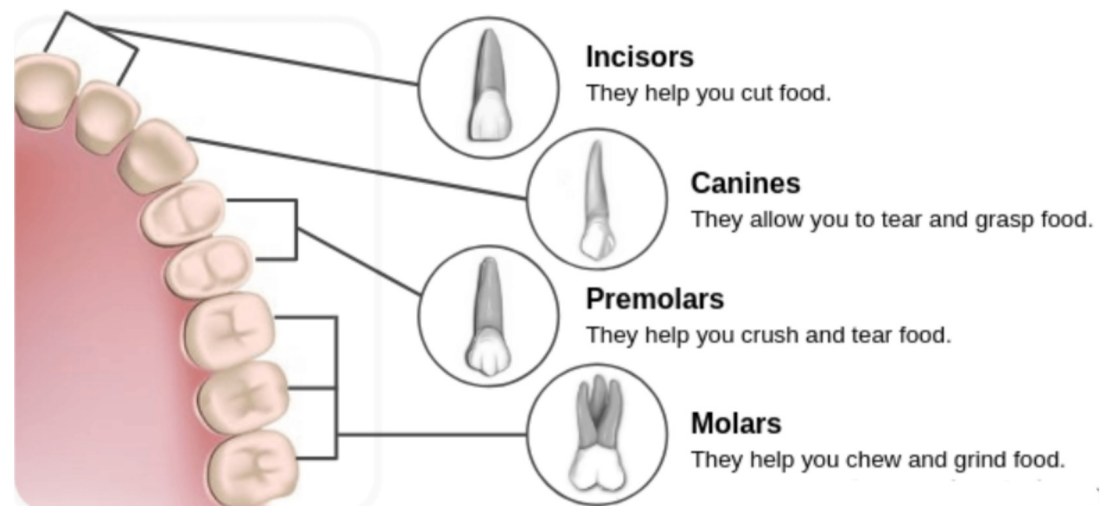 Incisors
They help you cut food.
Canines
They allow you to tear and grasp food.
Premolars
They help you crush and tear food.
Molars
They help you chew and grind food.